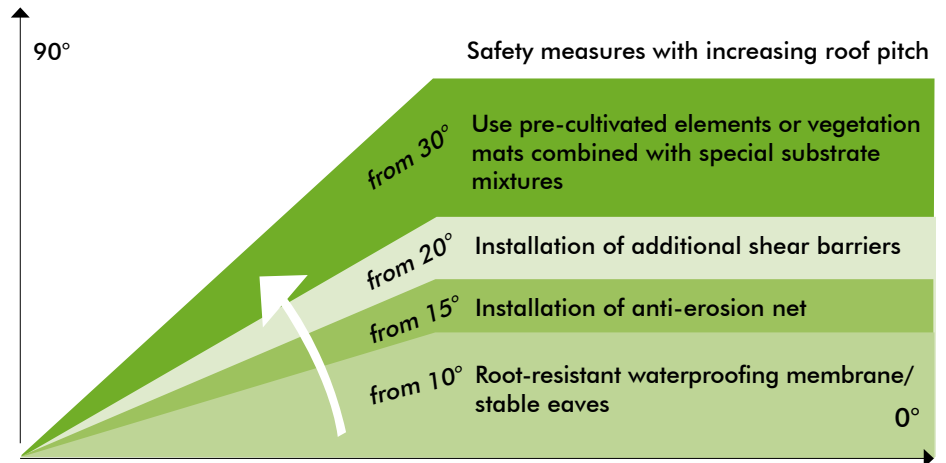 90°
Safety measures with increasing roof pitch
from 30°
Use pre-cultivated elements or vegetation
mats combined with special substrate
mixtures
from 20°
Installation of additional shear barriers
from 15°
Installation of anti-erosion net
from 10°
Root-resistant waterproofing membrane/
stable eaves
0°